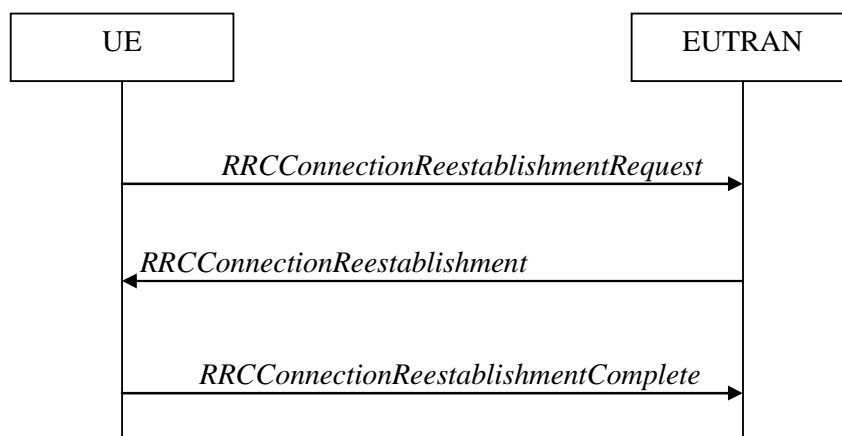 UE
EUTRAN
RRCConnectionReestablishmentRequest
RRCConnectionReestablishment
RRCConnectionReestablishmentComplete